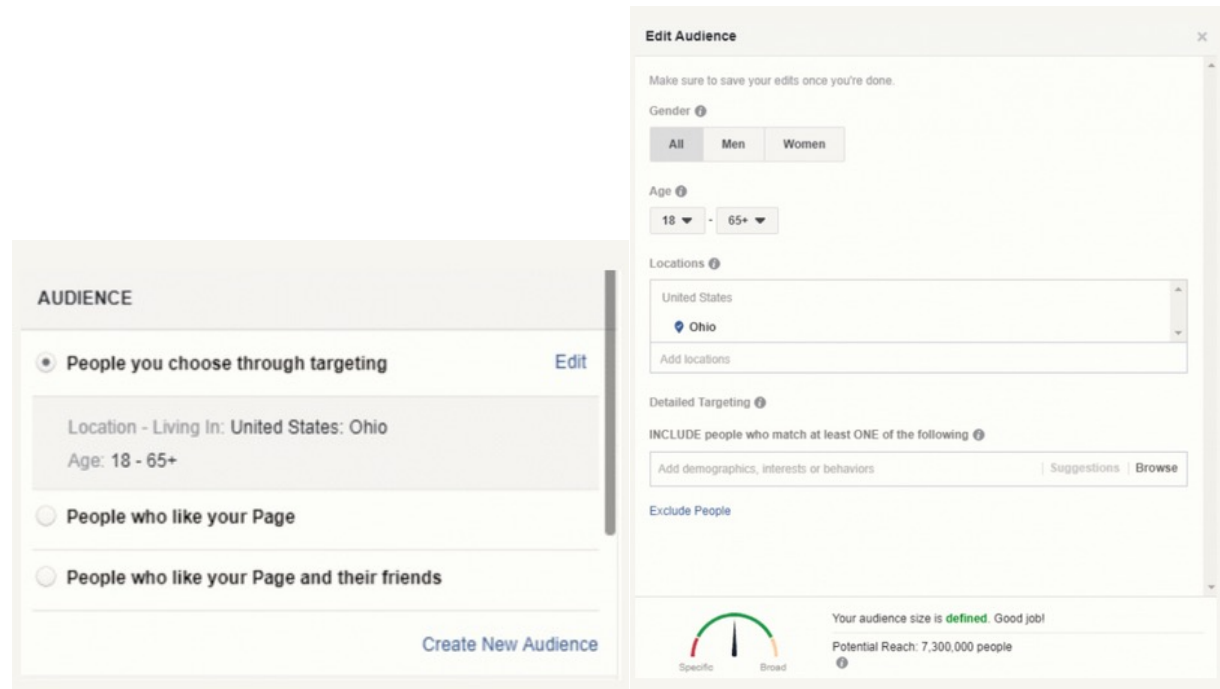 AUDIENCE
People you choose through targeting Edit
Location - Living In: United States: Ohio
Age: 18 - 65+
People who like your Page
People who like your Page and their friends
Create New Audience
Edit Audience ×
Make sure to save your edits once you're done.
Gender
All Men Women
Age
18 - 65+
Locations
United States
Ohio
Add locations
Detailed Targeting
INCLUDE people who match at least ONE of the following
Add demographics, interests or behaviors | Suggestions | Browse
Exclude People
Specific Broad
Your audience size is defined. Good job!
Potential Reach: 7,300,000 people